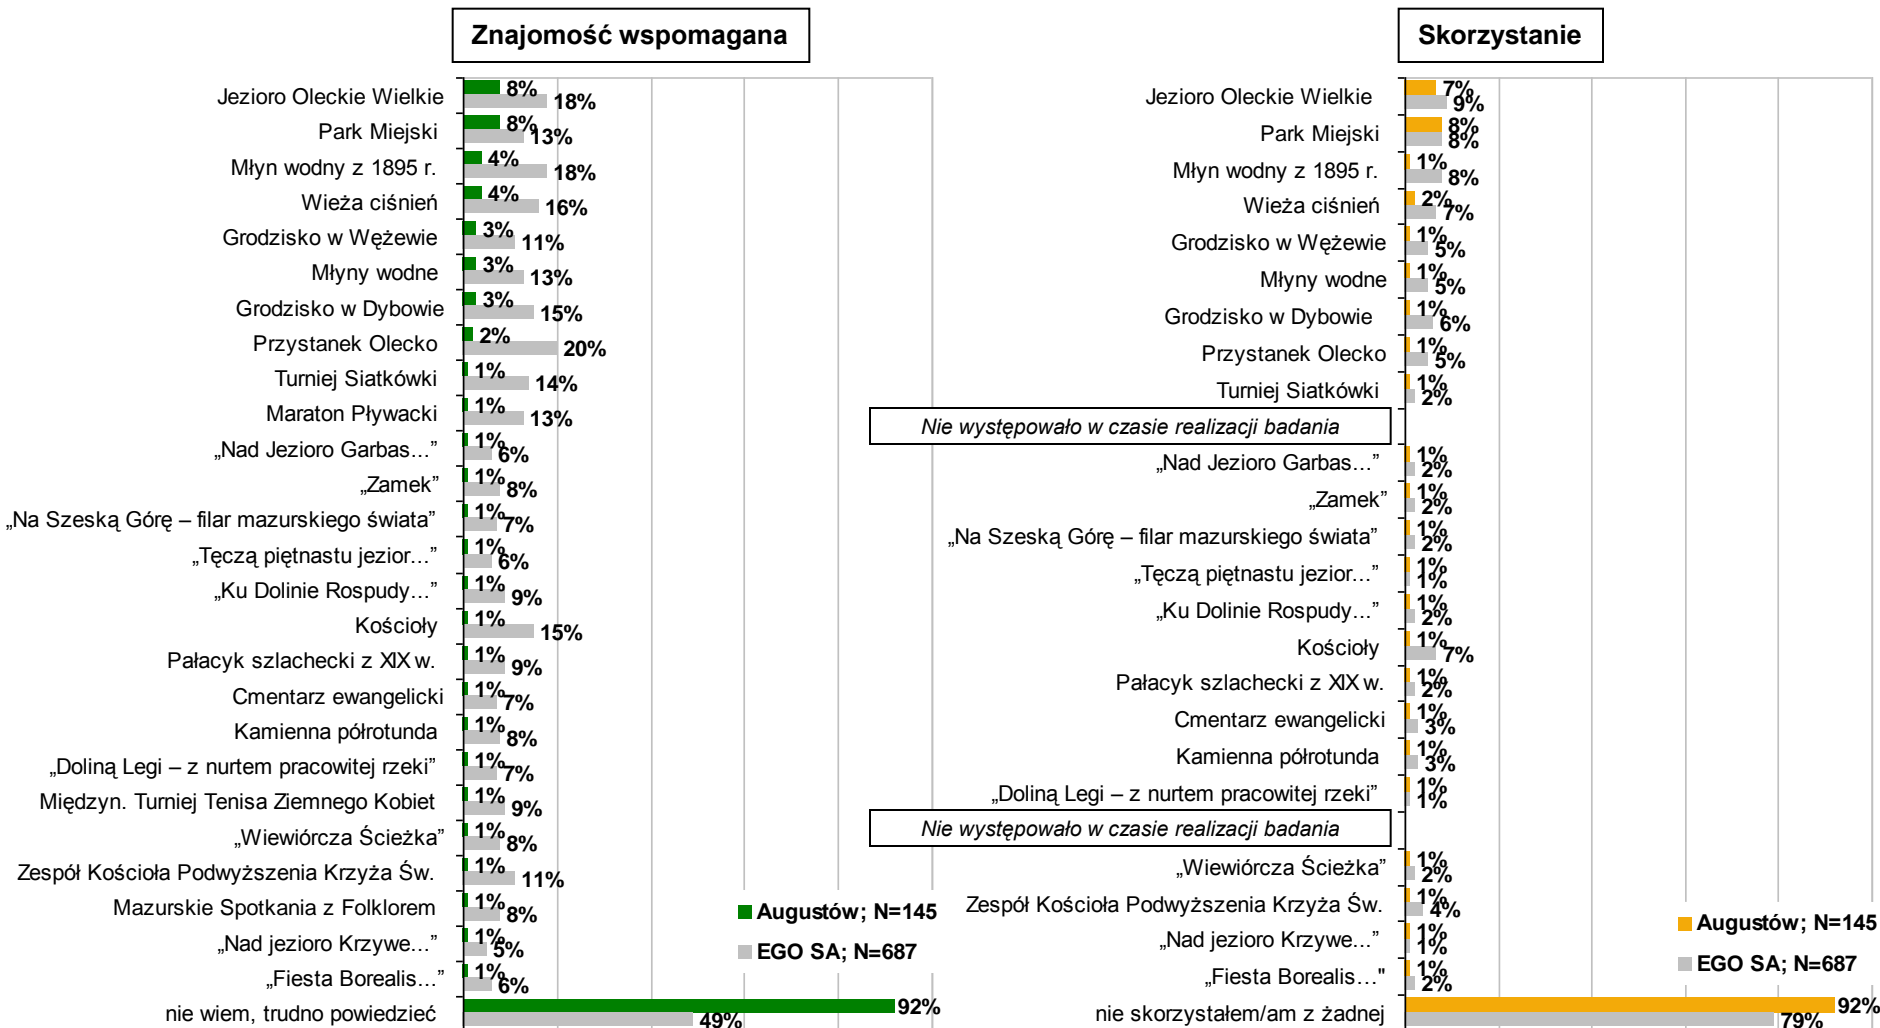 Znajomość wspomagana
Jezioro Oleckie Wielkie 8% 18%
Park Miejski 8% 13%
Młyn wodny z 1895 r. 4% 18%
Wieża ciśnień 4% 16%
Grodzisko w Wężewie 3% 11%
Młyny wodne 3% 13%
Grodzisko w Dybowie 3% 15%
Przystanek Olecko 2% 20%
Turniej Siatkówki 1% 14%
Maraton Pływacki 1% 13%
„Nad Jezioro Garbas...” 1% 6%
„Zamek” 1% 8%
„Na Szeską Górę – filar mazurskiego świata” 1% 7%
„Tęczą piętnastu jezior...” 1% 6%
„Ku Dolinie Rospudy...” 1% 9%
Kościoły 1% 15%
Pałacyk szlachecki z XIX w. 1% 9%
Cmentarz ewangelicki 1% 7%
Kamienna półrotunda 1% 8%
„Doliną Legi – z nurtem pracowitej rzeki” 1% 7%
Międzyn. Turniej Tenisa Ziemnego Kobiet 1% 9%
„Wiewiórcza Ścieżka” 1% 8%
Zespół Kościoła Podwyższenia Krzyża Św. 1% 11%
Mazurskie Spotkania z Folklorem 1% 8%
„Nad jezioro Krzywe...” 1% 5%
„Fiesta Borealis...” 1% 6%
nie wiem, trudno powiedzieć 92% 49%
Augustów; N=145
EGO SA; N=687
Skorzystanie
Jezioro Oleckie Wielkie 7% 9%
Park Miejski 8% 8%
Młyn wodny z 1895 r. 1% 8%
Wieża ciśnień 2% 7%
Grodzisko w Wężewie 1% 5%
Młyny wodne 1% 5%
Grodzisko w Dybowie 1% 6%
Przystanek Olecko 1% 5%
Turniej Siatkówki 1% 2%
Nie występowało w czasie realizacji badania
„Nad Jezioro Garbas...” 1% 2%
„Zamek” 1% 2%
„Na Szeską Górę – filar mazurskiego świata” 1% 2%
„Tęczą piętnastu jezior...” 1% 1%
„Ku Dolinie Rospudy...” 1% 2%
Kościoły 1% 7%
Pałacyk szlachecki z XIX w. 1% 2%
Cmentarz ewangelicki 1% 3%
Kamienna półrotunda 1% 3%
„Doliną Legi – z nurtem pracowitej rzeki” 1% 1%
Nie występowało w czasie realizacji badania
„Wiewiórcza Ścieżka” 1% 2%
Zespół Kościoła Podwyższenia Krzyża Św. 1% 4%
„Nad jezioro Krzywe...” 1% 1%
„Fiesta Borealis..." 1% 2%
nie skorzystałem/am z żadnej 92% 79%
Augustów; N=145
EGO SA; N=687